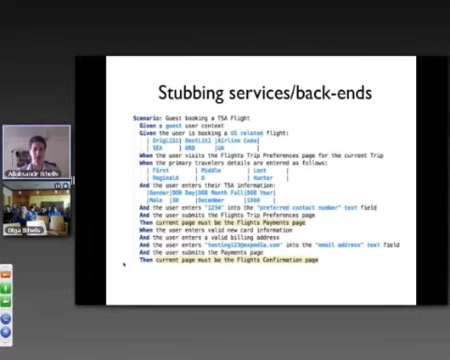 Stubbing services/back-ends
Scenario: Guest booking a TSA Flight
Given a guest user context
Given the user is booking a US related flight:
| OrigList | DestList |Airline Code|
| SEA | ORD |UA |
When the user visits the Flights Trip Preferences page for the current Trip
When the primary travelers details are entered as follows:
| First | Middle | Last |
| Reginald | D | Hunter |
And the user enters their TSA information:
|Gender|DOB Day|DOB Month Full|DOB Year|
|Male |30 |December |1960 |
And the user enters "1234" into the "preferred contact number" text field
And the user submits the Flights Trip Preferences page
Then current page must be the Flights Payments page
When the user enters valid new card information
And the user enters a valid billing address
And the user enters "testing123@expedia.com" into the "email address" text field
And the user submits the Payments page
Then current page must be the Flights Confirmation page
Aliaksandr Ikhelis
Olga Ikhelis